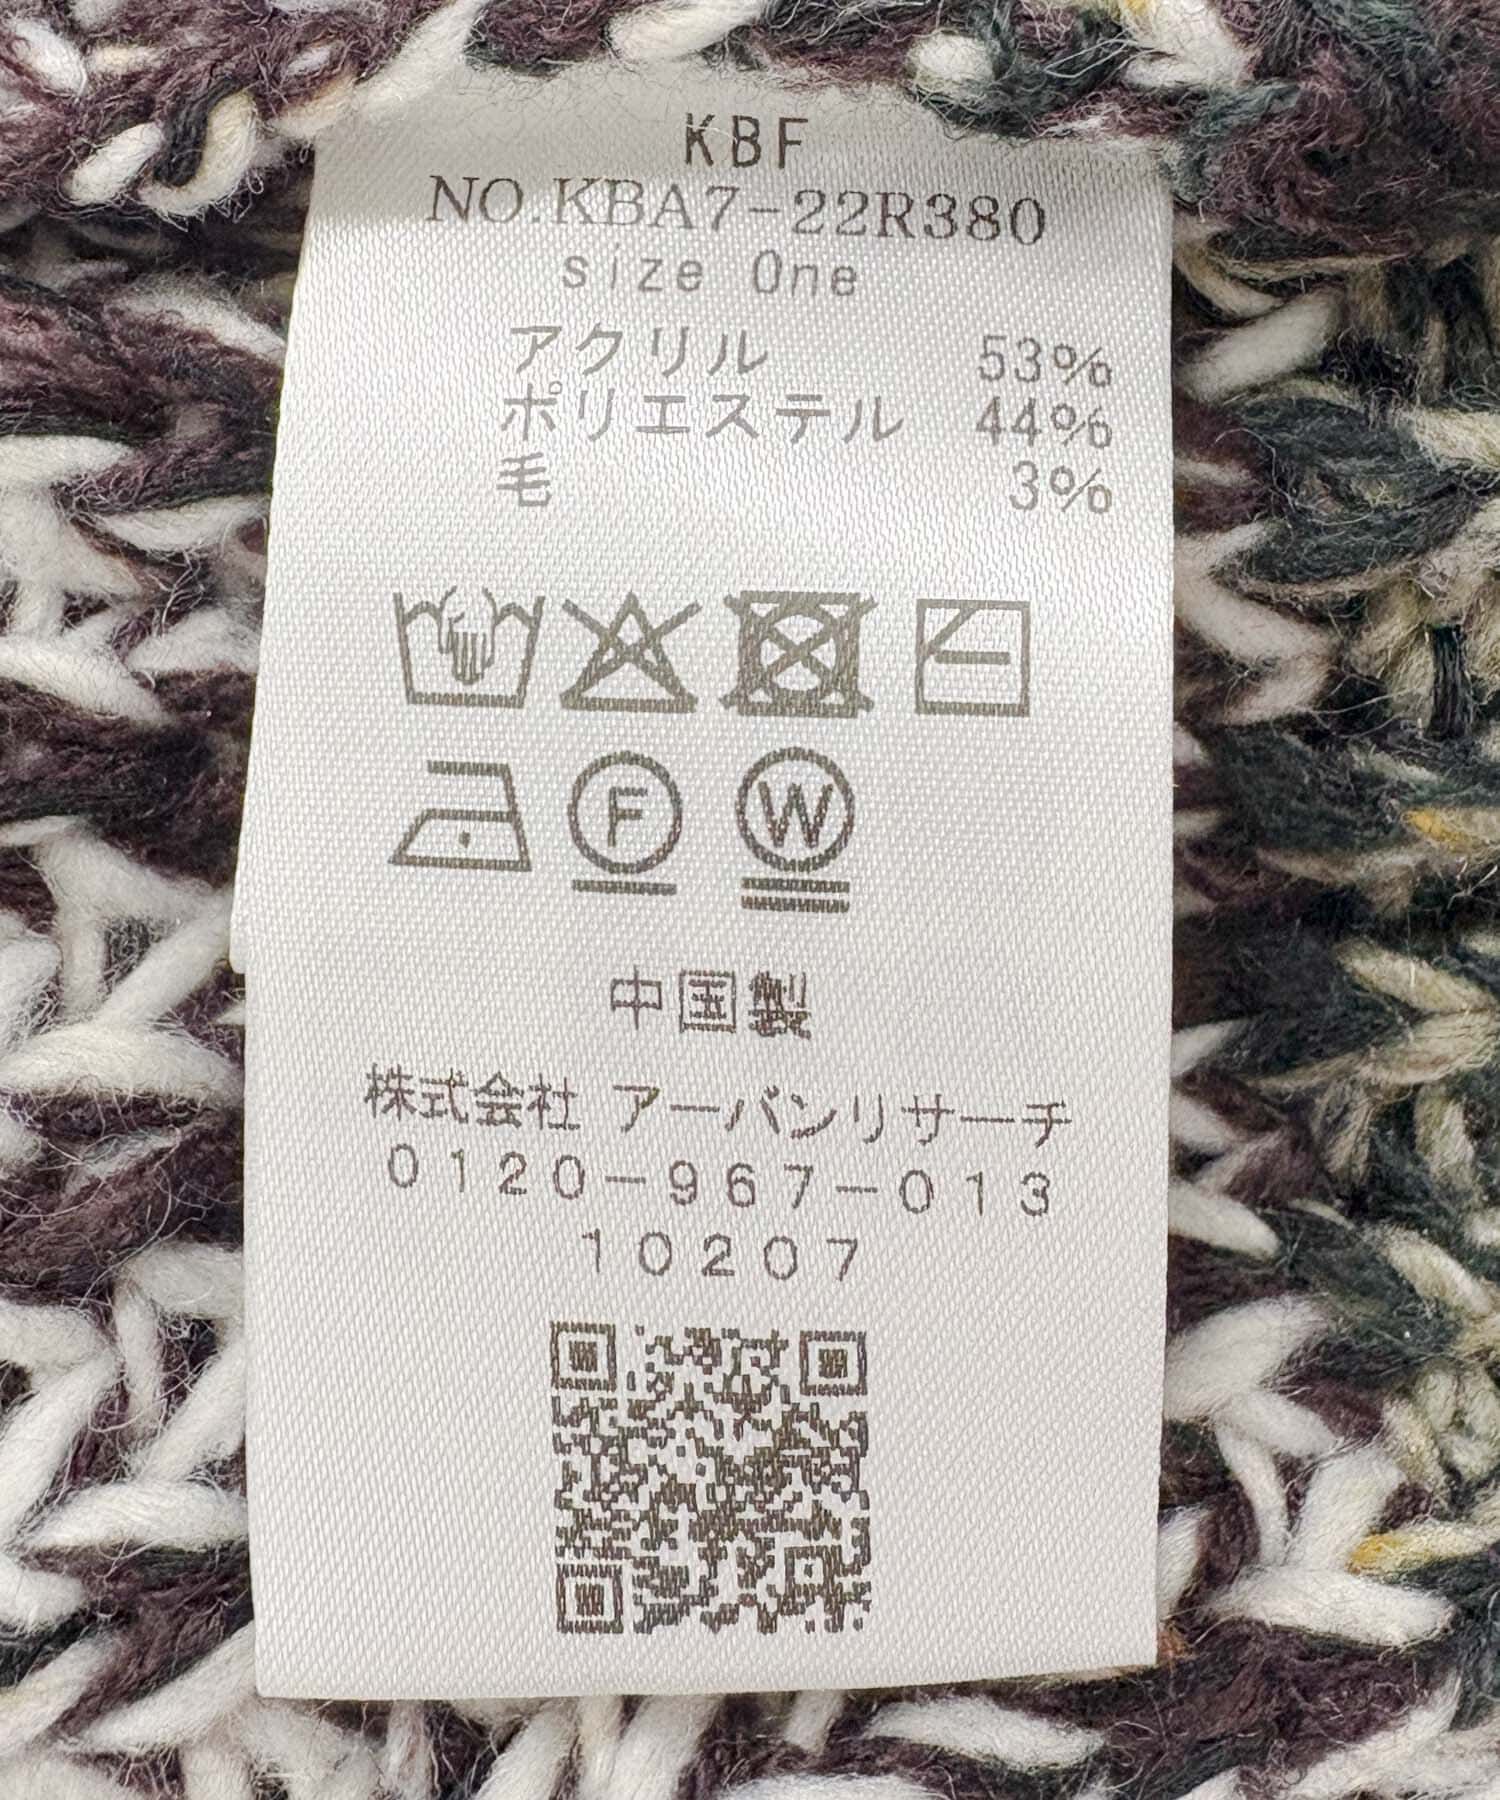 KBF
NO.KBA7-22R380
size One
アクリル 53%
ポリエステル 44%
毛 3%
F W
中国製
株式会社 アーバンリサーチ
0120-967-013
10207